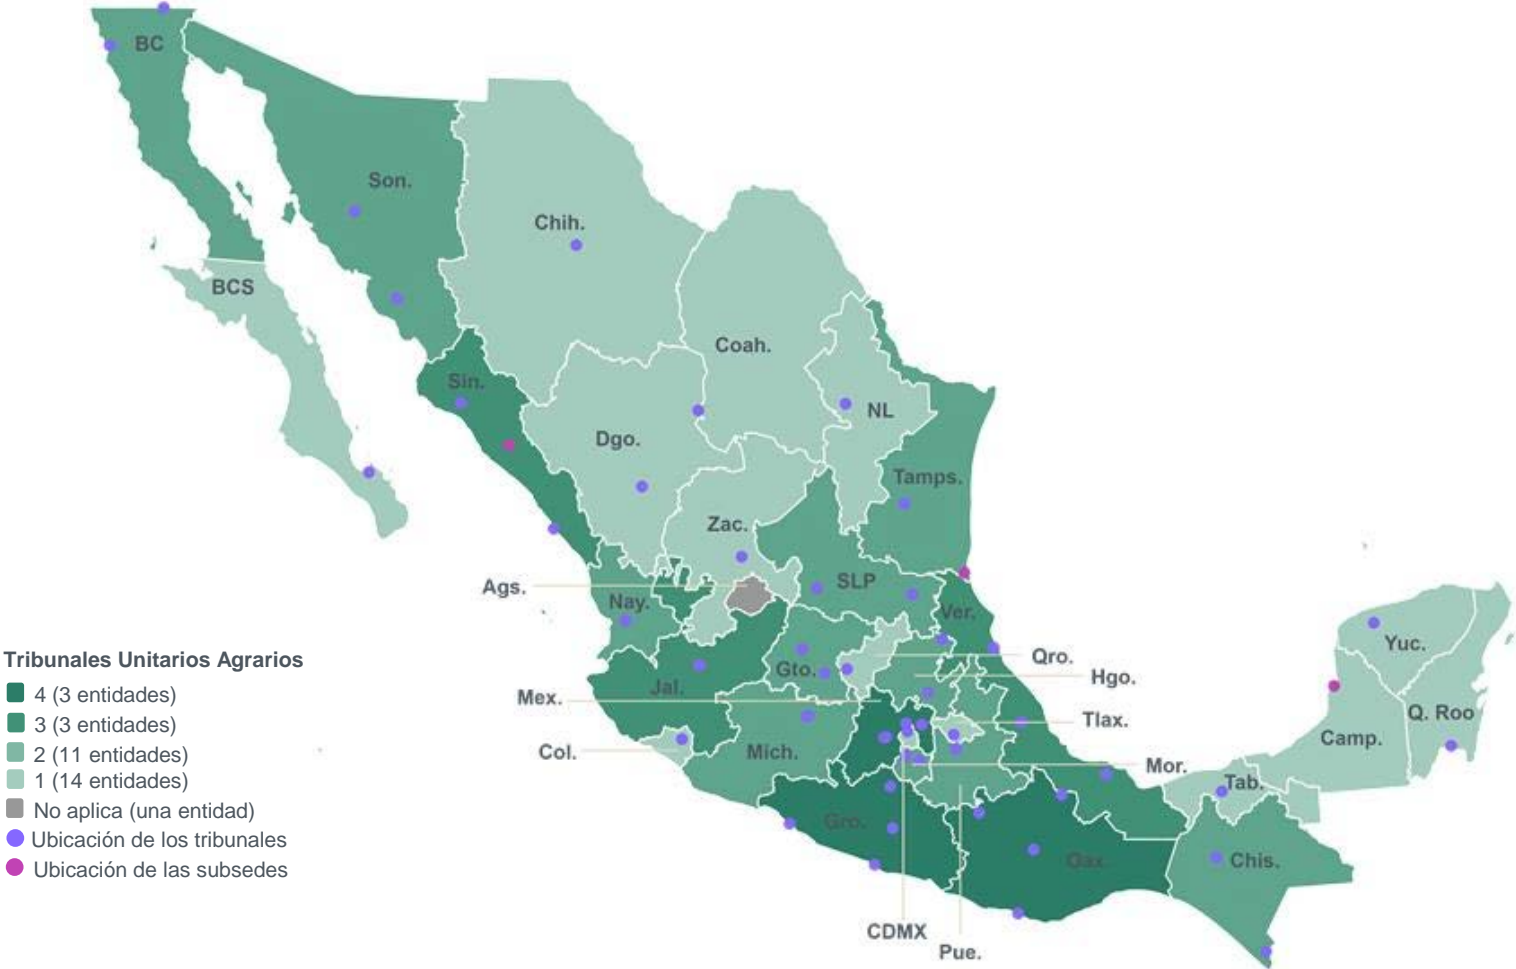 BC
Son.
Chih.
BCS
Coah.
Sin.
NL
Dgo.
Tamps.
Zac.
Ags.
SLP
Nay.
Ver.
Yuc.
Qro.
Gto.
Hgo.
Jal.
Mex.
Q. Roo
Tlax.
Camp.
Col.
Mich.
Mor.
Tab.
Gro.
Oax.
Chis.
CDMX
Pue.
Tribunales Unitarios Agrarios
4 (3 entidades)
3 (3 entidades)
2 (11 entidades)
1 (14 entidades)
No aplica (una entidad)
Ubicación de los tribunales
Ubicación de las subsedes